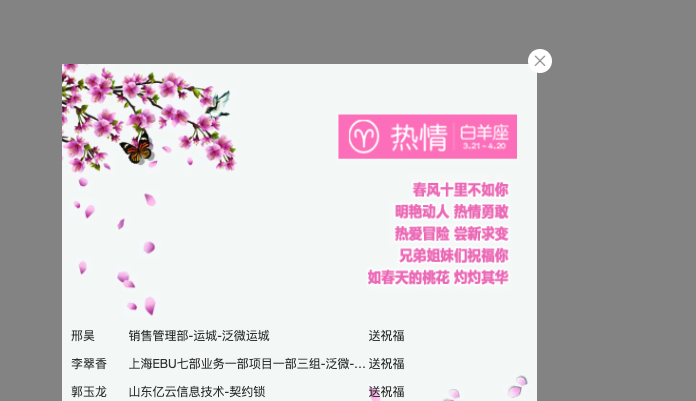 热情 白羊座
3.21-4.20
春风十里不如你
明艳动人 热情勇敢
热爱冒险 尝新求变
兄弟姐妹们祝福你
如春天的桃花 灼灼其华
邢昊 销售管理部-运城-泛微运城 送祝福
李翠香 上海EBU七部业务一部项目一部三组-泛微-... 送祝福
郭玉龙 山东亿云信息技术-契约锁 送祝福